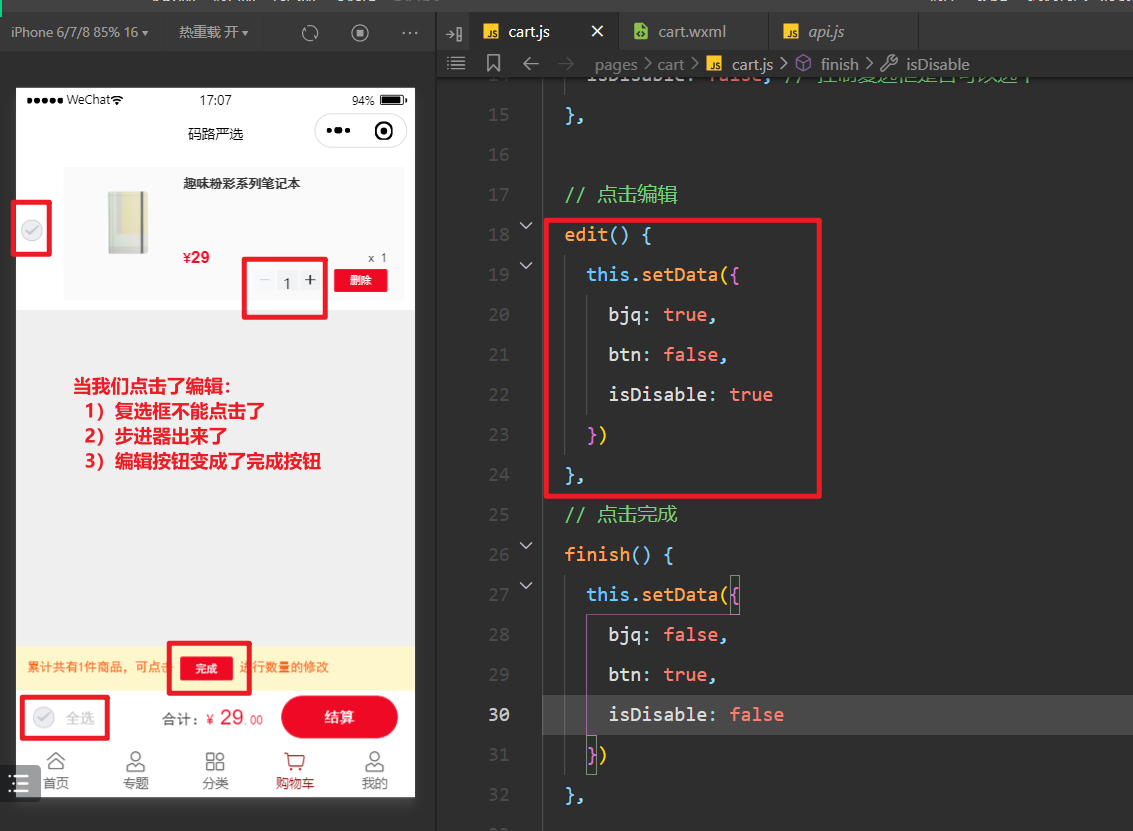 iPhone 6/7/8 85% 16
热重载 开
cart.js
cart.wxml
api.js
pages > cart > cart.js > finish > isDisable
WeChat
17:07
94%
码路严选
趣味粉彩系列笔记本
¥29
x 1
1
删除
当我们点击了编辑：
1）复选框不能点击了
2）步进器出来了
3）编辑按钮变成了完成按钮
累计共有1件商品，可点击 完成 进行数量的修改
全选
合计：¥ 29.00
结算
首页
专题
分类
购物车
我的
15 },
16
17 // 点击编辑
18 edit() {
19 this.setData({
20 bjq: true,
21 btn: false,
22 isDisable: true
23 })
24 },
25 // 点击完成
26 finish() {
27 this.setData({
28 bjq: false,
29 btn: true,
30 isDisable: false
31 })
32 },